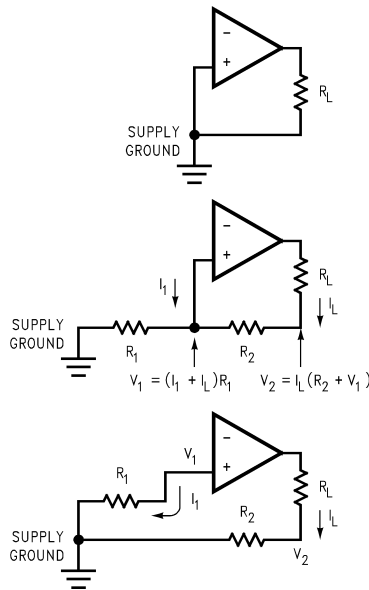 −
+
R_L
SUPPLY
GROUND
−
+
R_L
I_1
I_L
SUPPLY
GROUND
R_1
R_2
V_1 = (I_1 + I_L)R_1
V_2 = I_L(R_2 + V_1)
−
V_1
+
R_1
R_L
I_1
R_2
I_L
SUPPLY
GROUND
V_2